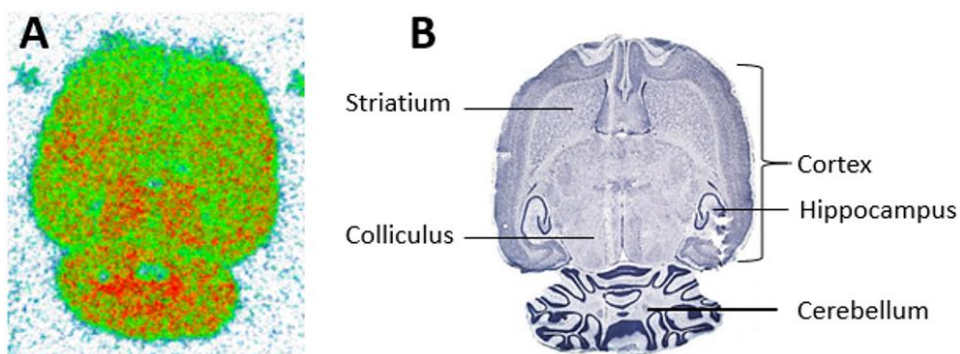 A
B
Striatium
Cortex
Hippocampus
Colliculus
Cerebellum